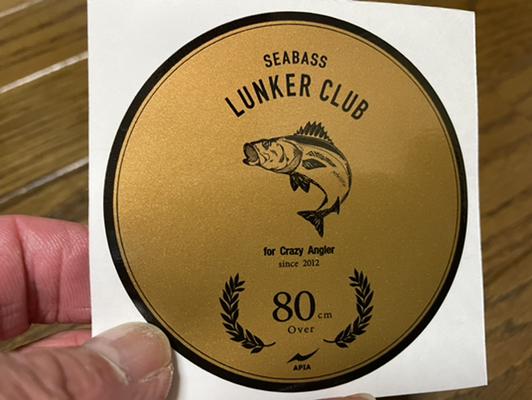 SEABASS
LUNKER CLUB
for Crazy Angler
since 2012
80cm
Over
APIA